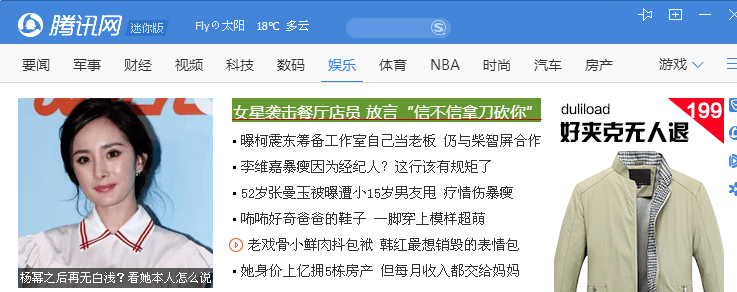 腾讯网 迷你版 Flyの太阳 18℃ 多云
要闻 军事 财经 视频 科技 数码 娱乐 体育 NBA 时尚 汽车 房产 游戏
杨幂之后再无白浅？看她本人怎么说
女星袭击餐厅店员 放言“信不信拿刀砍你”
曝柯震东筹备工作室自己当老板 仍与柴智屏合作
李维嘉暴瘦因为经纪人？这行该有规矩了
52岁张曼玉被曝遭小15岁男友甩 疗情伤暴瘦
咘咘好奇爸爸的鞋子 一脚穿上模样超萌
老戏骨小鲜肉抖包袱 韩红最想销毁的表情包
她身价上亿拥5栋房产 但每月收入都交给妈妈
duliload
199
好夹克无人退